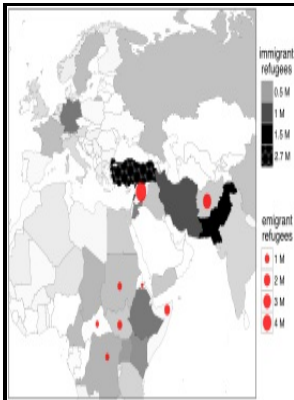 immigrant
refugees
0.5 M
1 M
1.5 M
2.7 M
emigrant
refugees
1 M
2 M
3 M
4 M